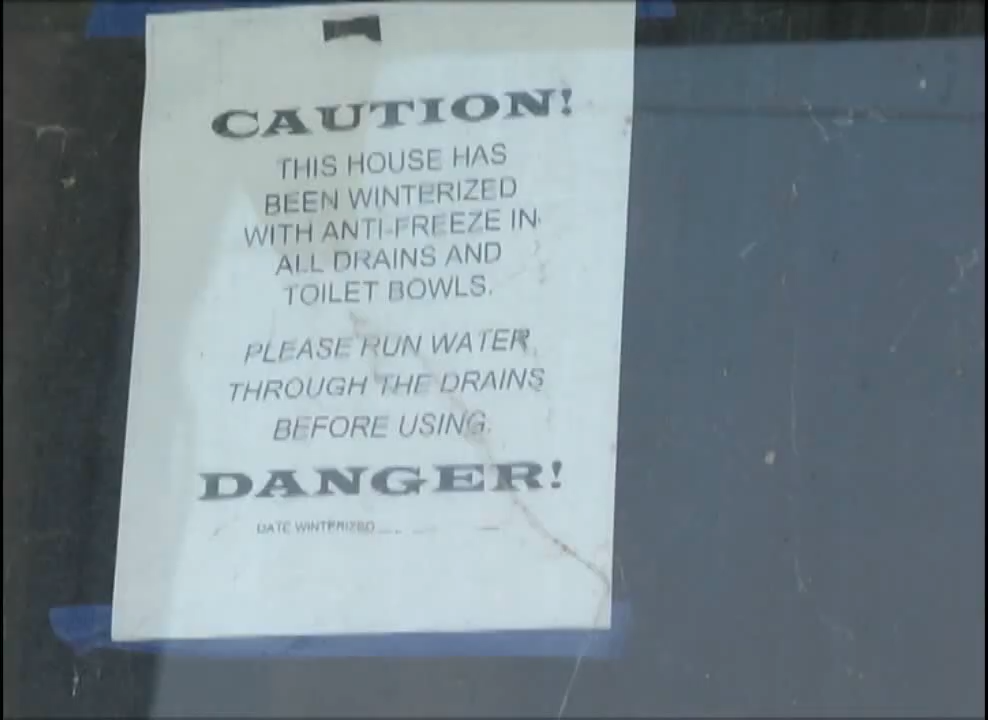 CAUTION!
THIS HOUSE HAS
BEEN WINTERIZED
WITH ANTI-FREEZE IN
ALL DRAINS AND
TOILET BOWLS.
PLEASE RUN WATER
THROUGH THE DRAINS
BEFORE USING.
DANGER!
DATE WINTERIZED